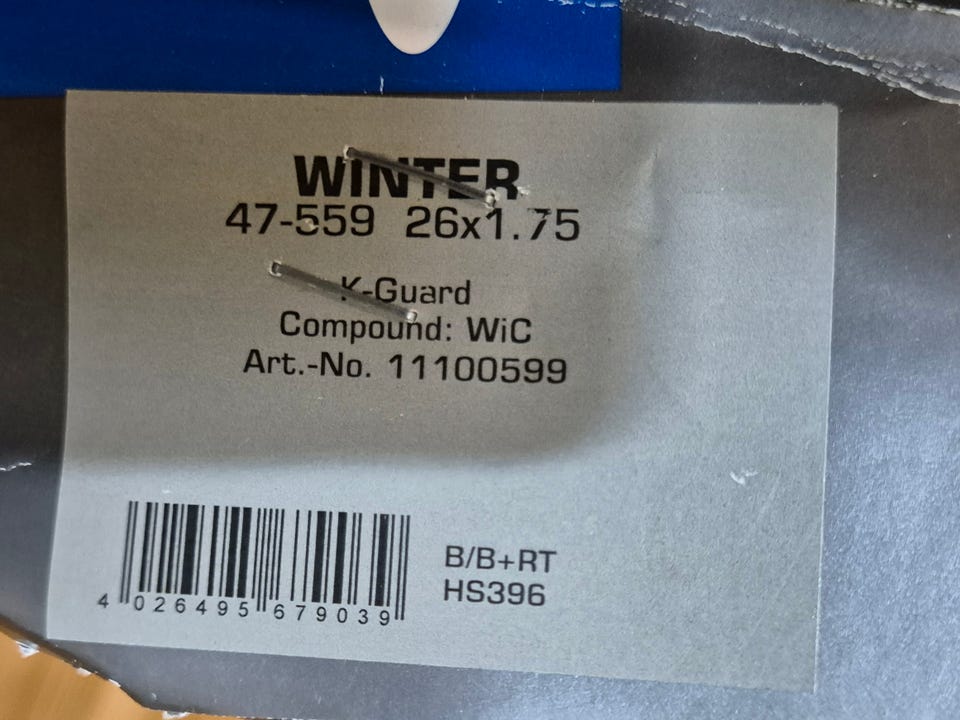 WINTER
47-559 26x1.75
K-Guard
Compound: WiC
Art.-No. 11100599
B/B+RT
HS396
4 026495 679039